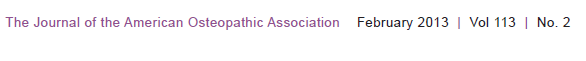 The Journal of the American Osteopathic Association February 2013 | Vol 113 | No. 2